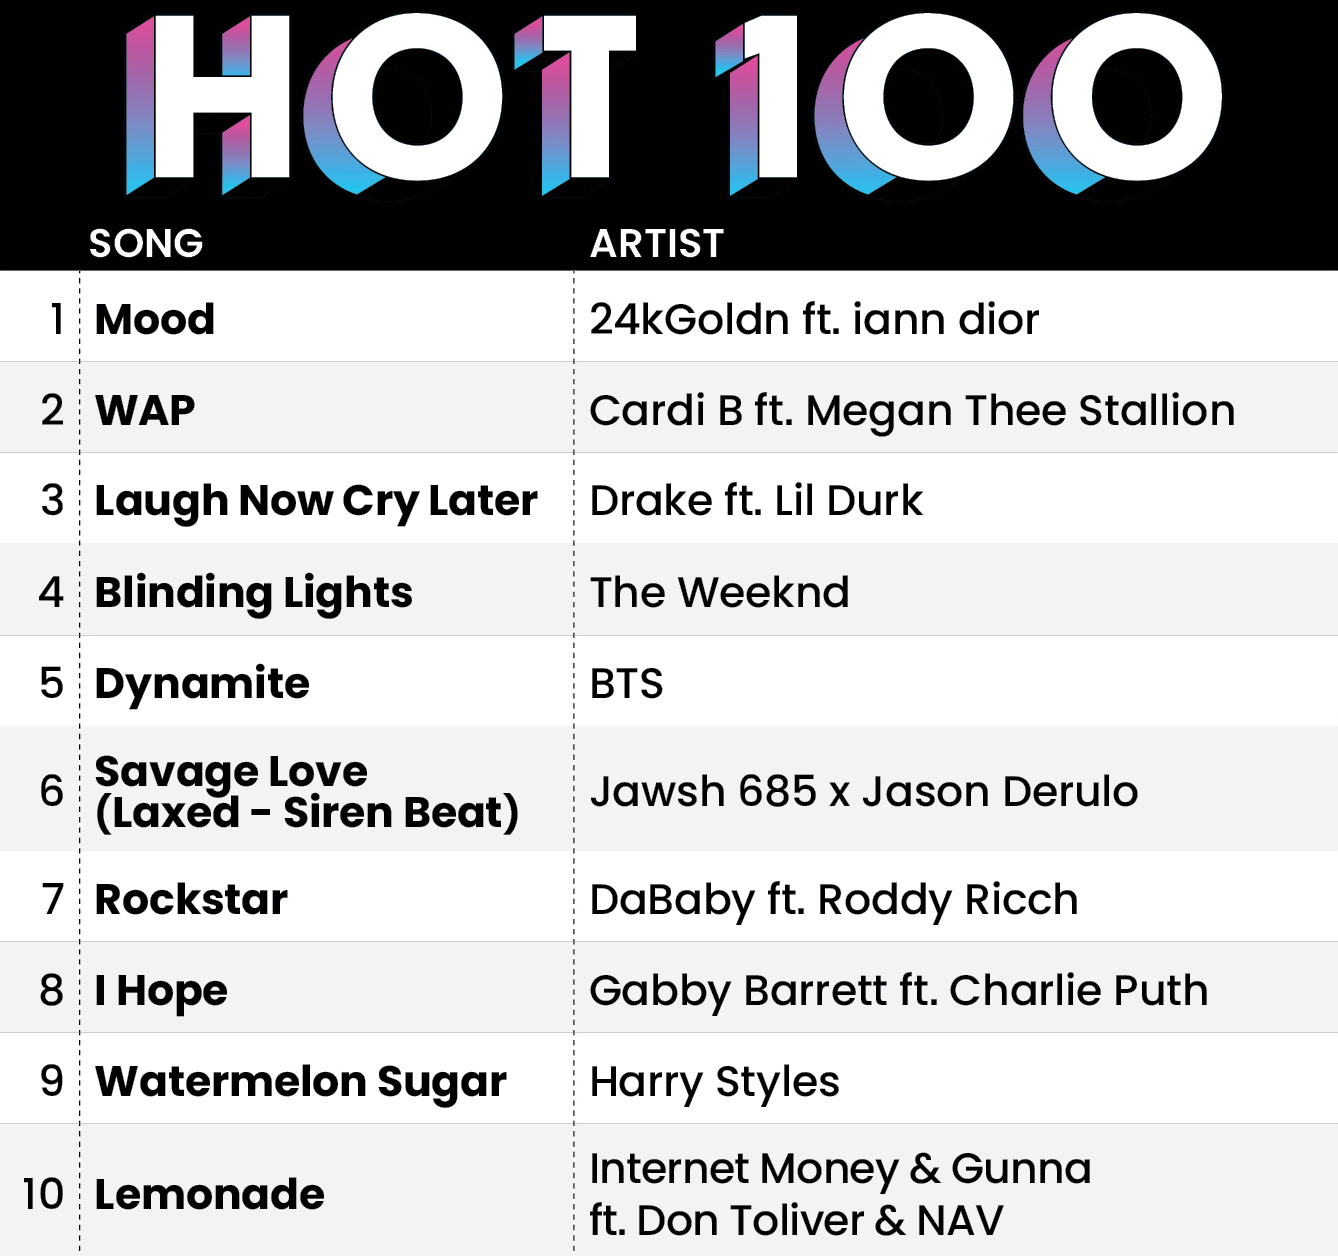 HOT 100
SONG ARTIST
1 Mood 24kGoldn ft. iann dior
2 WAP Cardi B ft. Megan Thee Stallion
3 Laugh Now Cry Later Drake ft. Lil Durk
4 Blinding Lights The Weeknd
5 Dynamite BTS
6 Savage Love
(Laxed - Siren Beat) Jawsh 685 x Jason Derulo
7 Rockstar DaBaby ft. Roddy Ricch
8 I Hope Gabby Barrett ft. Charlie Puth
9 Watermelon Sugar Harry Styles
10 Lemonade Internet Money & Gunna
ft. Don Toliver & NAV